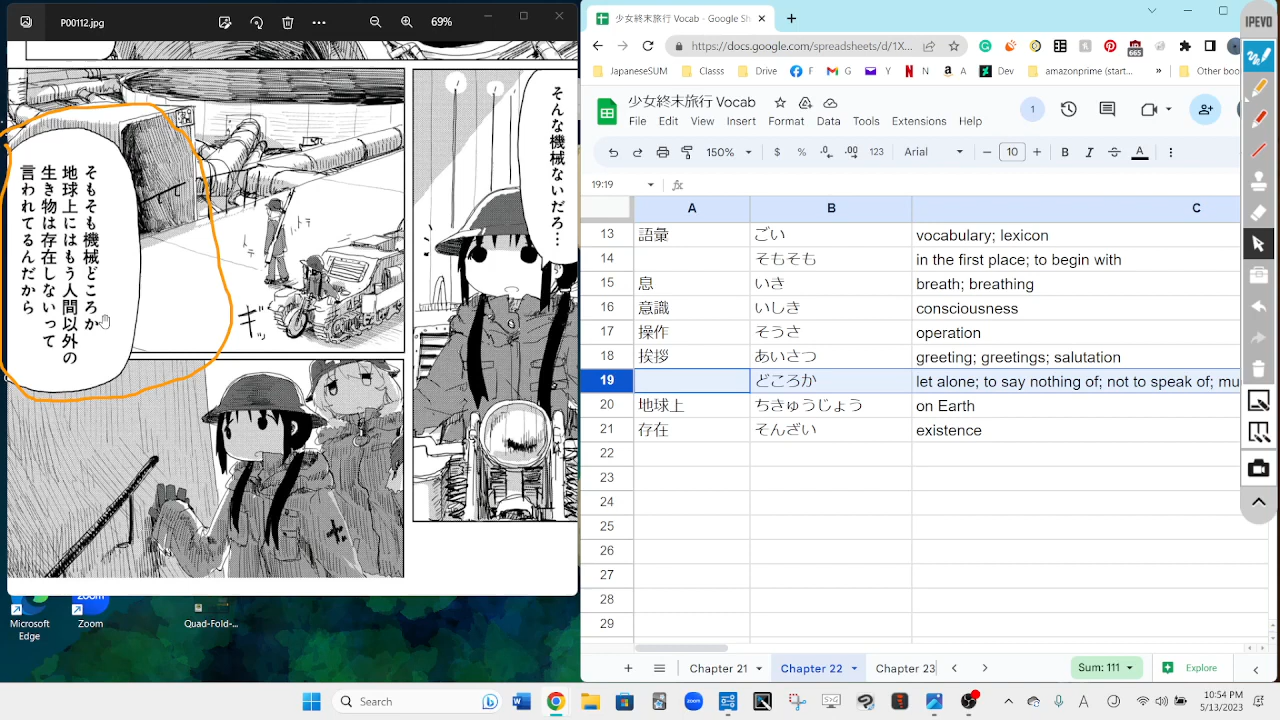 P00112.jpg
69%
そんな機械ないだろ…
そもそも機械どころか
地球上にはもう人間以外の
生き物は存在しないって
言われてるんだから
トテ
トテ
ギッ
Microsoft Edge
Zoom
Quad-Fold-...
少女終末旅行 Vocab - Google Sh
https://docs.google.com/spreadsheets/d/1X...
JapaneseSLIM
少女終末旅行 Vocab
File Edit View Insert Format Data Tools Extensions Help
150% % .0 .00 123 Arial 10 B I A
19:19
fx
A B C
13 語彙 ごい vocabulary; lexicon
14 そもそも in the first place; to begin with
15 息 いき breath; breathing
16 意識 いしき consciousness
17 操作 そうさ operation
18 挨拶 あいさつ greeting; greetings; salutation
19 どころか let alone; to say nothing of; not to speak of; mu
20 地球上 ちきゅうじょう on Earth
21 存在 そんざい existence
22
23
24
25
26
27
28
29
Chapter 21 Chapter 22 Chapter 23 Sum: 111 Explore
IPEVO
Search
10:57 PM